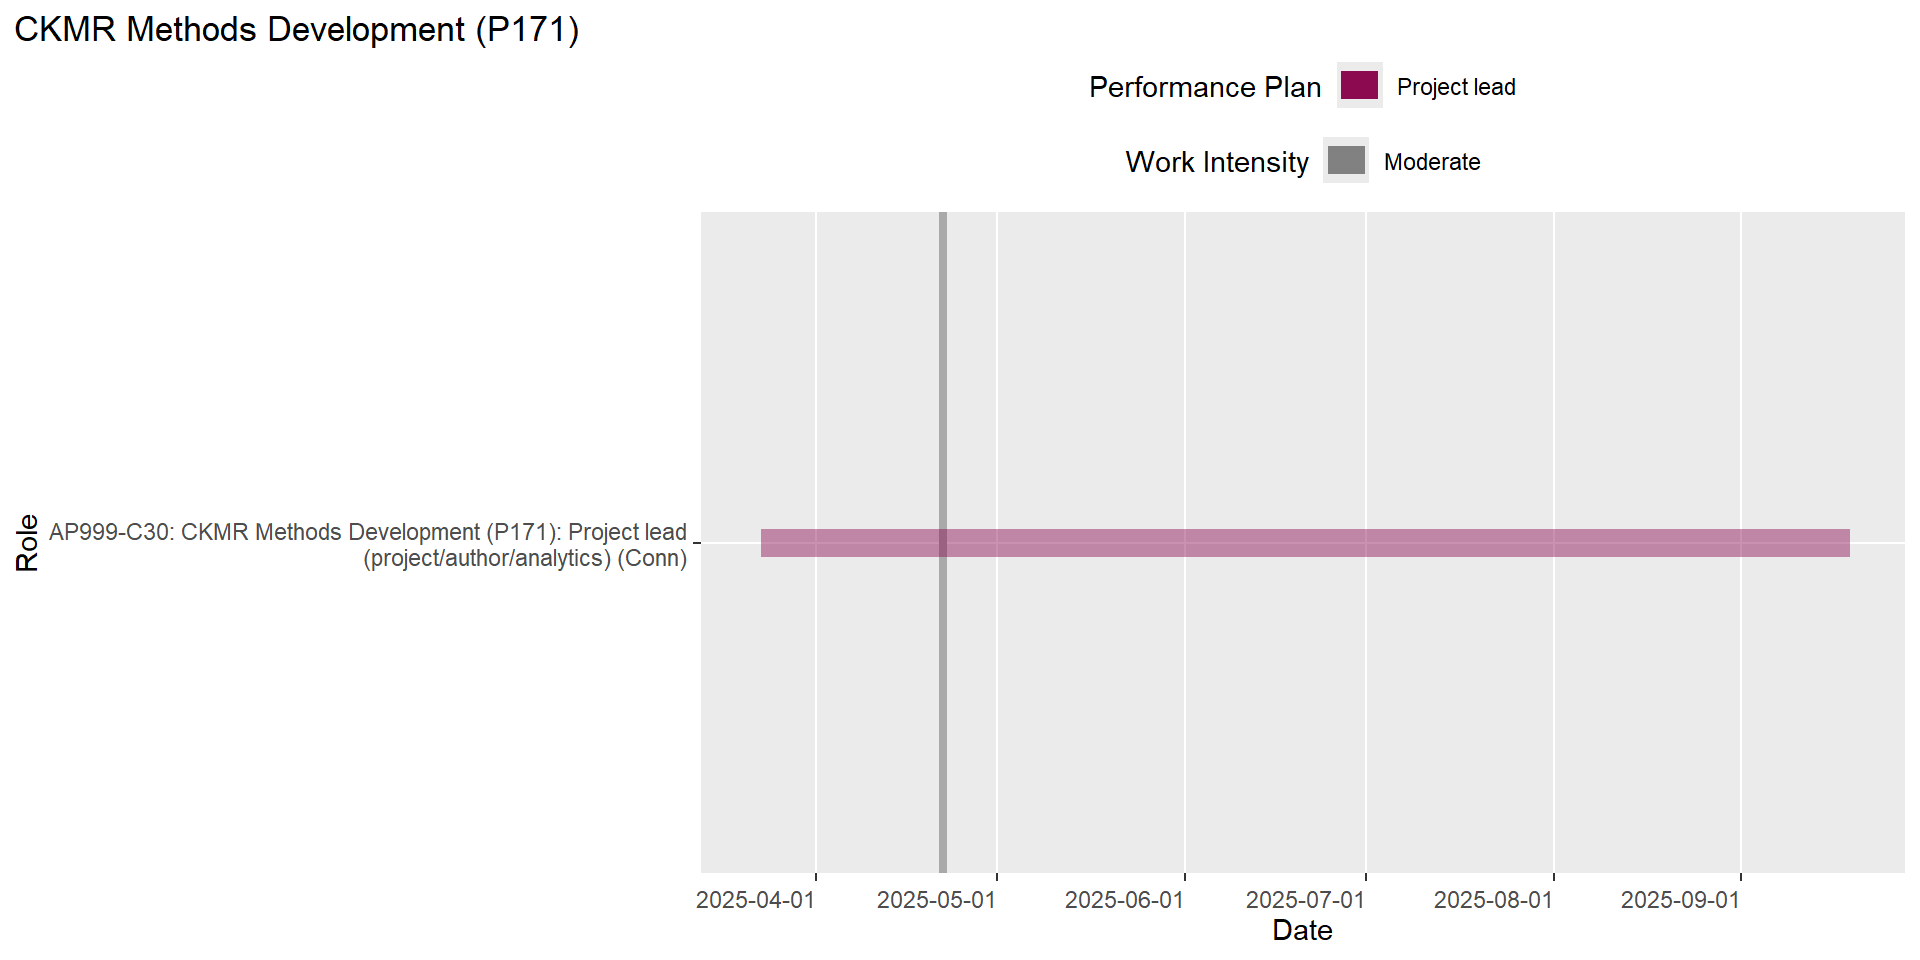 CKMR Methods Development (P171)
Performance Plan Project lead
Work Intensity Moderate
Role
AP999-C30: CKMR Methods Development (P171): Project lead
(project/author/analytics) (Conn)
2025-04-01 2025-05-01 2025-06-01 2025-07-01 2025-08-01 2025-09-01
Date